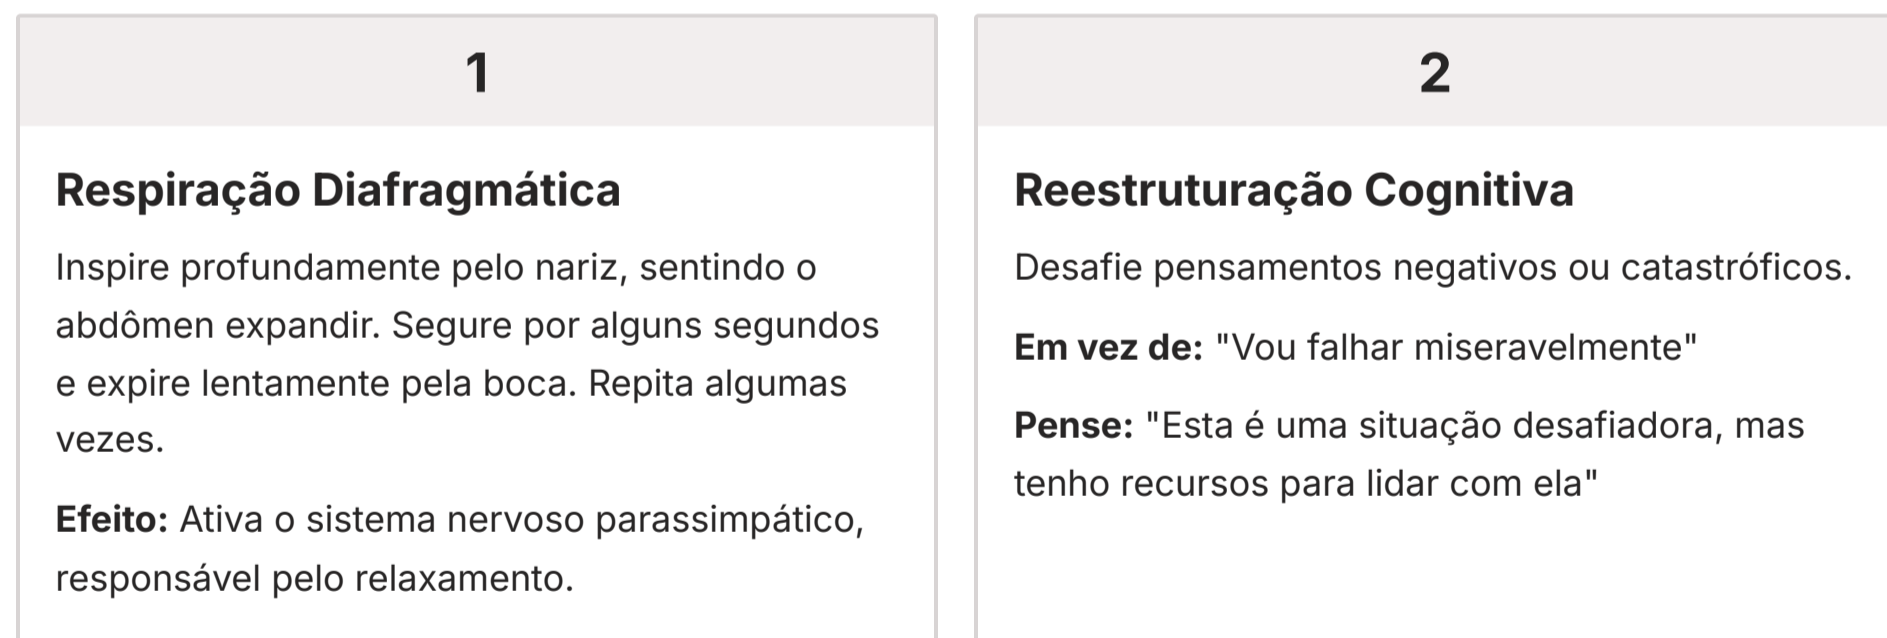 1
Respiração Diafragmática
Inspire profundamente pelo nariz, sentindo o
abdômen expandir. Segure por alguns segundos
e expire lentamente pela boca. Repita algumas
vezes.
Efeito: Ativa o sistema nervoso parassimpático,
responsável pelo relaxamento.
2
Reestruturação Cognitiva
Desafie pensamentos negativos ou catastróficos.
Em vez de: "Vou falhar miseravelmente"
Pense: "Esta é uma situação desafiadora, mas
tenho recursos para lidar com ela"